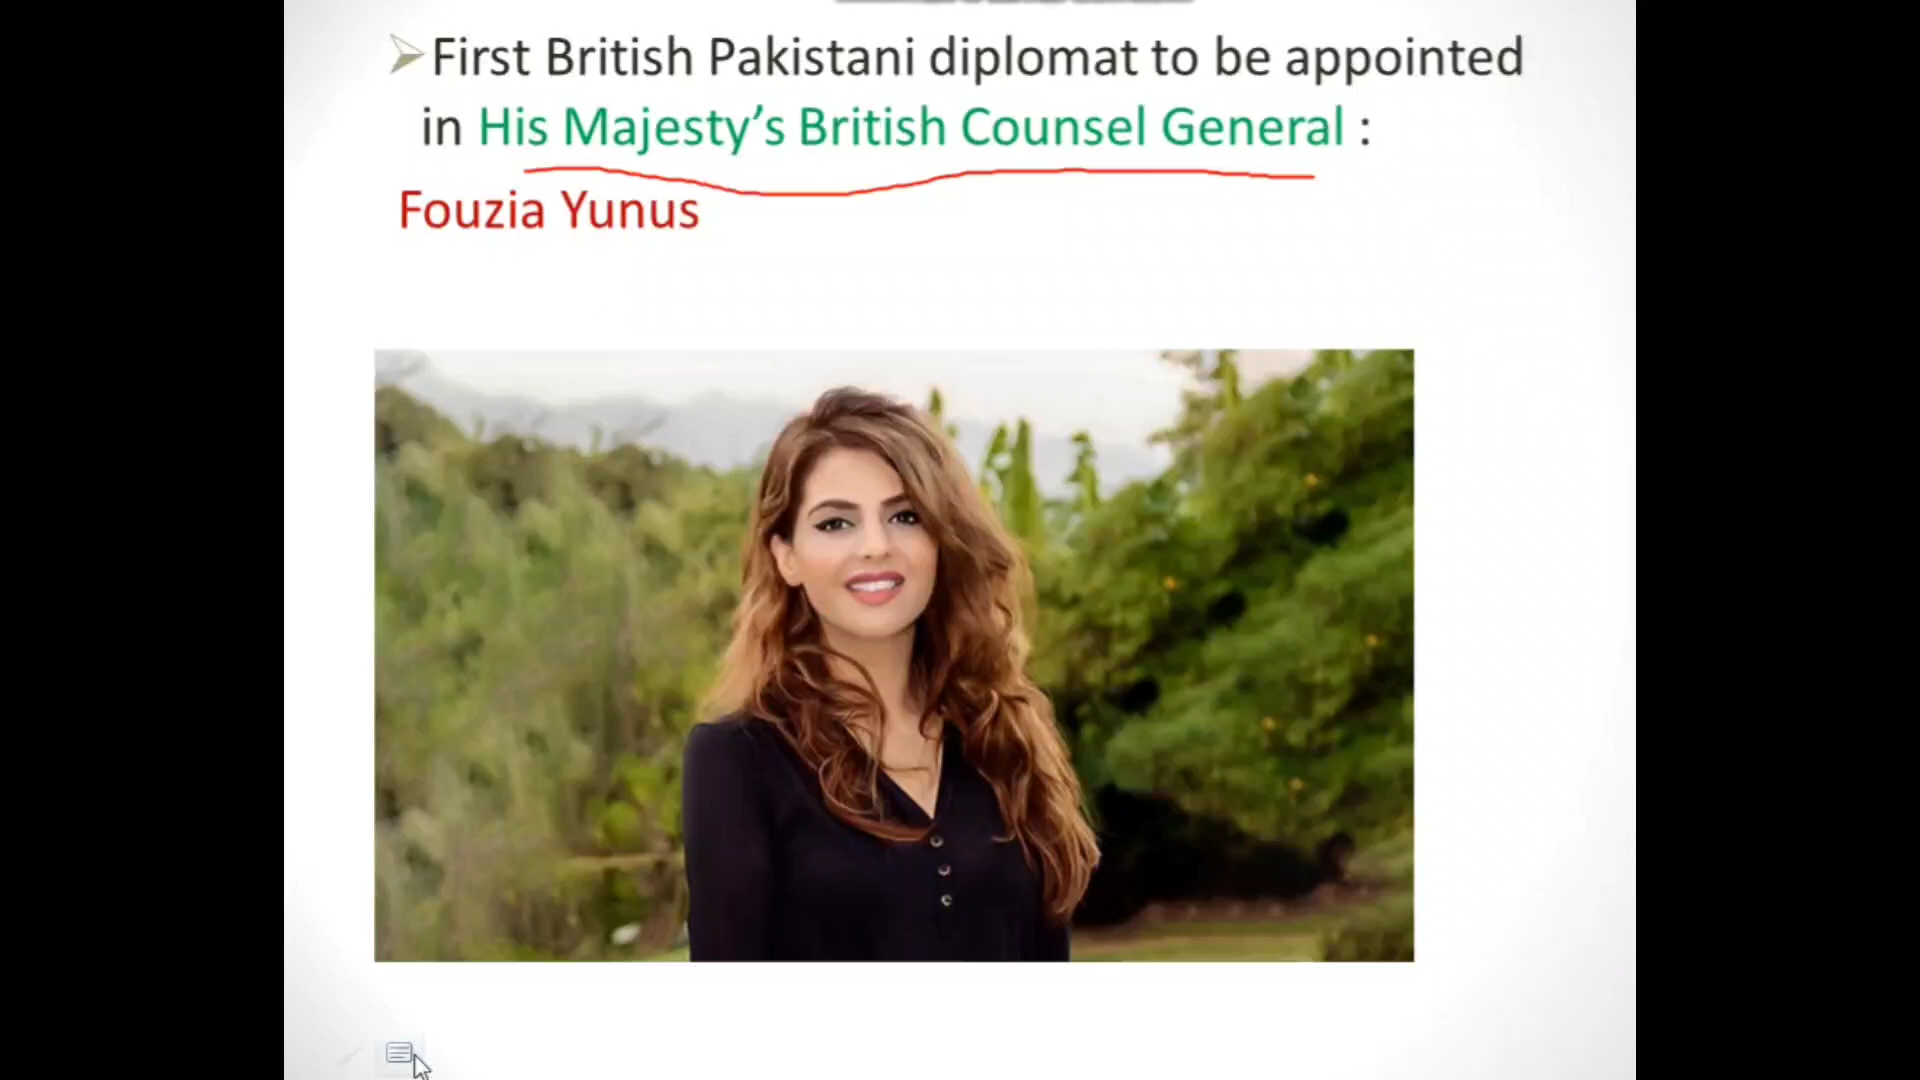 First British Pakistani diplomat to be appointed
in His Majesty’s British Counsel General :
Fouzia Yunus